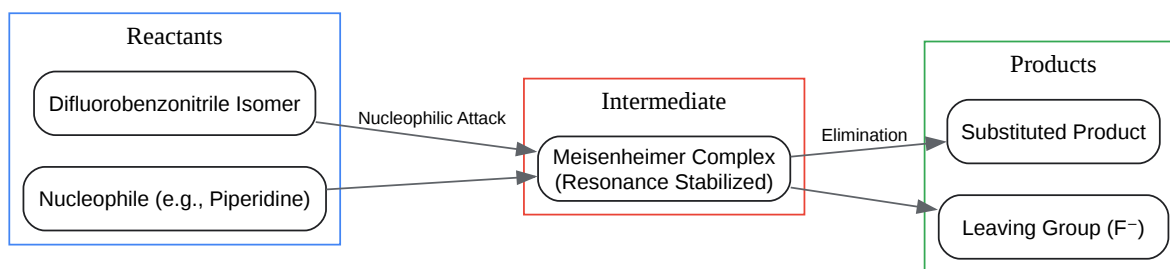 Reactants
Difluorobenzonitrile Isomer
Nucleophile (e.g., Piperidine)
Nucleophilic Attack
Intermediate
Meisenheimer Complex
(Resonance Stabilized)
Elimination
Products
Substituted Product
Leaving Group (F⁻)